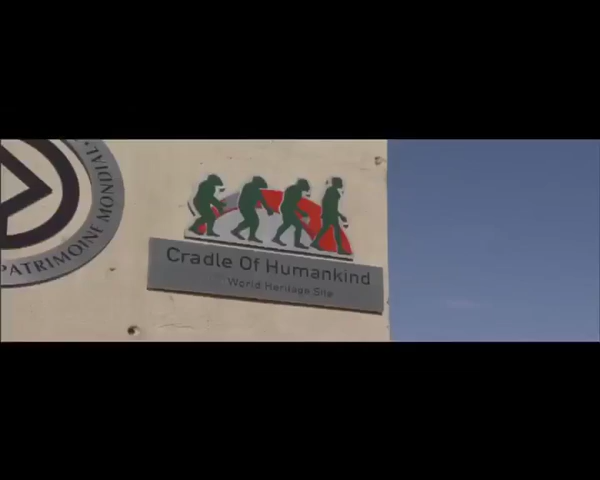 PATRIMOINE MONDIAL
Cradle Of Humankind
World Heritage Site